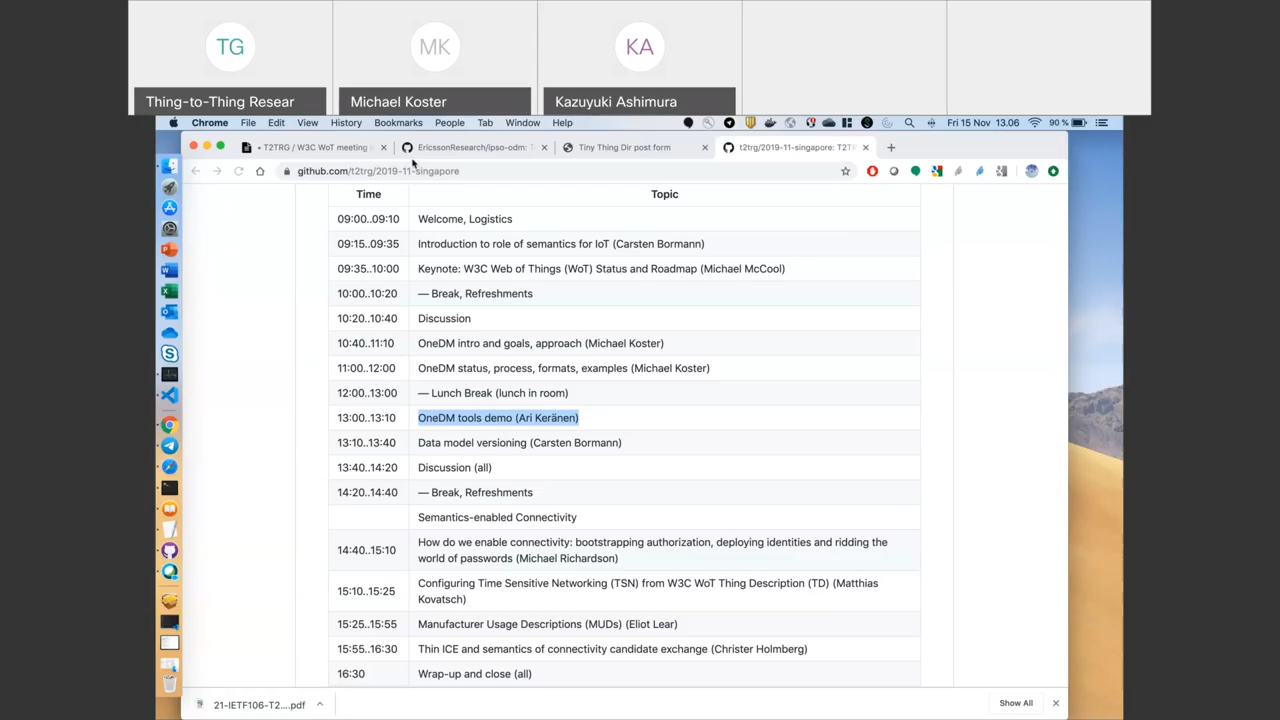 TG
MK
KA
Thing-to-Thing Resear
Michael Koster
Kazuyuki Ashimura
Chrome File Edit View History Bookmarks People Tab Window Help
Fri 15 Nov 13.06 90 %
• T2TRG / W3C WoT meeting
EricssonResearch/ipso-odm: T
Tiny Thing Dir post form
t2trg/2019-11-singapore: T2TR
github.com/t2trg/2019-11-singapore
Time Topic
09:00..09:10 Welcome, Logistics
09:15..09:35 Introduction to role of semantics for IoT (Carsten Bormann)
09:35..10:00 Keynote: W3C Web of Things (WoT) Status and Roadmap (Michael McCool)
10:00..10:20 — Break, Refreshments
10:20..10:40 Discussion
10:40..11:10 OneDM intro and goals, approach (Michael Koster)
11:00..12:00 OneDM status, process, formats, examples (Michael Koster)
12:00..13:00 — Lunch Break (lunch in room)
13:00..13:10 OneDM tools demo (Ari Keränen)
13:10..13:40 Data model versioning (Carsten Bormann)
13:40..14:20 Discussion (all)
14:20..14:40 — Break, Refreshments
Semantics-enabled Connectivity
14:40..15:10 How do we enable connectivity: bootstrapping authorization, deploying identities and ridding the
world of passwords (Michael Richardson)
15:10..15:25 Configuring Time Sensitive Networking (TSN) from W3C WoT Thing Description (TD) (Matthias
Kovatsch)
15:25..15:55 Manufacturer Usage Descriptions (MUDs) (Eliot Lear)
15:55..16:30 Thin ICE and semantics of connectivity candidate exchange (Christer Holmberg)
16:30 Wrap-up and close (all)
21-IETF106-T2....pdf
Show All